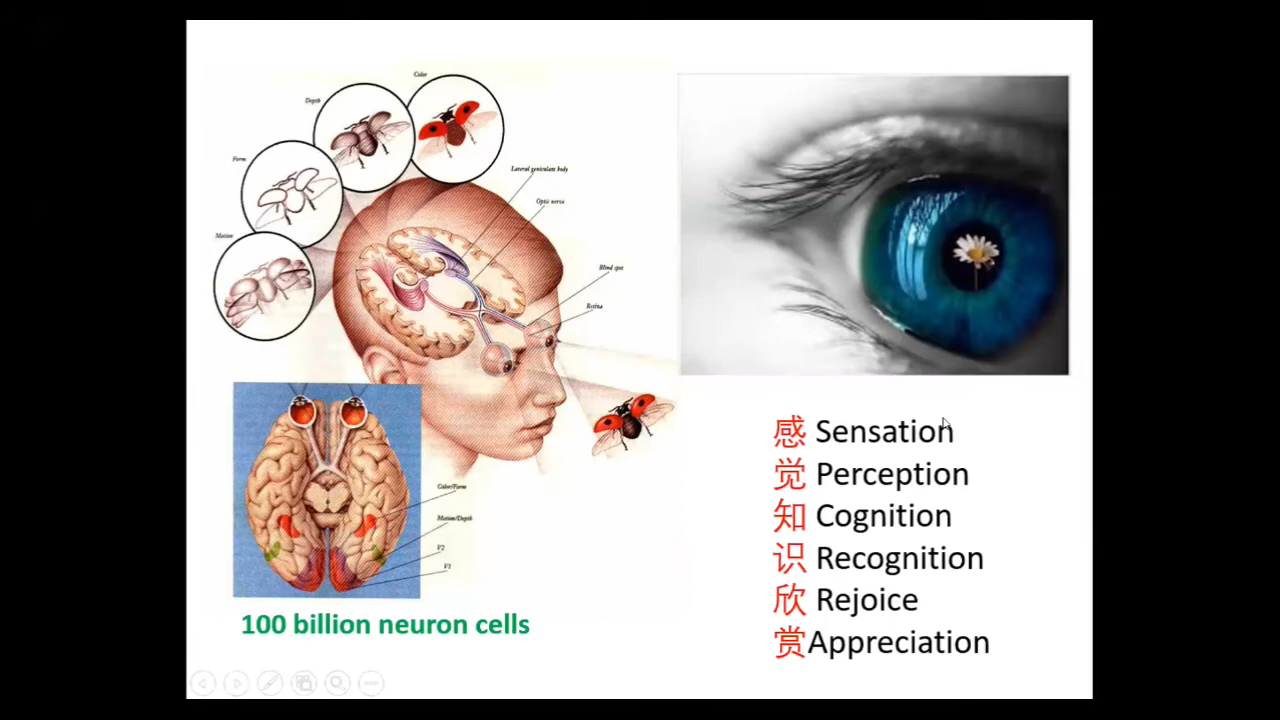 Color
Depth
Form
Motion
Lateral geniculate body
Optic nerve
Blind spot
Retina
Color/Form
Motion/Depth
V2
V1
100 billion neuron cells
感 Sensation
觉 Perception
知 Cognition
识 Recognition
欣 Rejoice
赏Appreciation